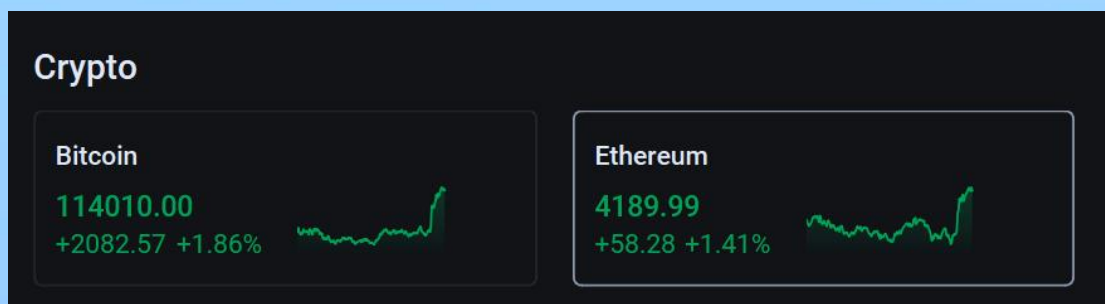 Crypto
Bitcoin
114010.00
+2082.57 +1.86%
Ethereum
4189.99
+58.28 +1.41%